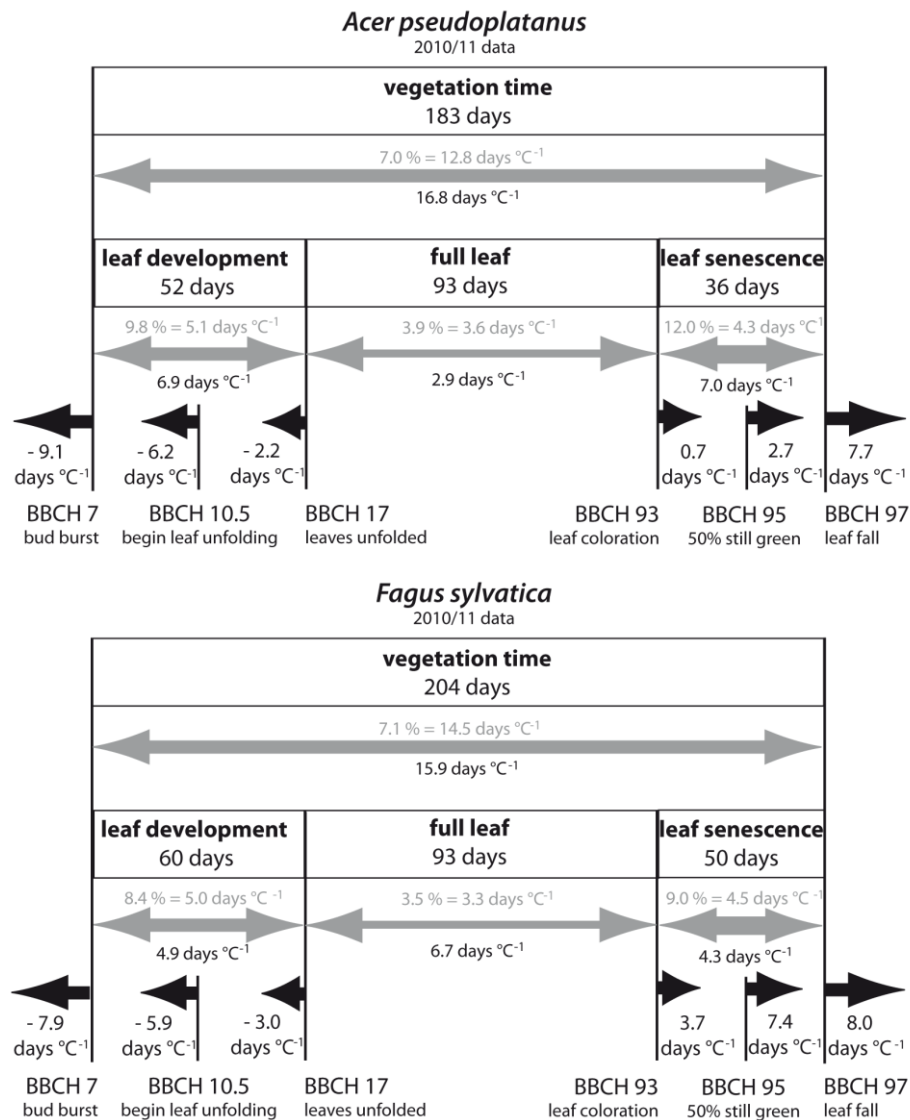 Acer pseudoplatanus
2010/11 data
vegetation time
183 days
7.0 % = 12.8 days °C-1
16.8 days °C-1
leaf development
52 days
full leaf
93 days
leaf senescence
36 days
9.8 % = 5.1 days °C-1
3.9 % = 3.6 days °C-1
12.0 % = 4.3 days °C-1
6.9 days °C-1
2.9 days °C-1
7.0 days °C-1
- 9.1
days °C-1
- 6.2
days °C-1
- 2.2
days °C-1
0.7
days °C-1
2.7
days °C-1
7.7
days °C-1
BBCH 7
bud burst
BBCH 10.5
begin leaf unfolding
BBCH 17
leaves unfolded
BBCH 93
leaf coloration
BBCH 95
50% still green
BBCH 97
leaf fall
Fagus sylvatica
2010/11 data
vegetation time
204 days
7.1 % = 14.5 days °C-1
15.9 days °C-1
leaf development
60 days
full leaf
93 days
leaf senescence
50 days
8.4 % = 5.0 days °C-1
3.5 % = 3.3 days °C-1
9.0 % = 4.5 days °C-1
4.9 days °C-1
6.7 days °C-1
4.3 days °C-1
- 7.9
days °C-1
- 5.9
days °C-1
- 3.0
days °C-1
3.7
days °C-1
7.4
days °C-1
8.0
days °C-1
BBCH 7
bud burst
BBCH 10.5
begin leaf unfolding
BBCH 17
leaves unfolded
BBCH 93
leaf coloration
BBCH 95
50% still green
BBCH 97
leaf fall